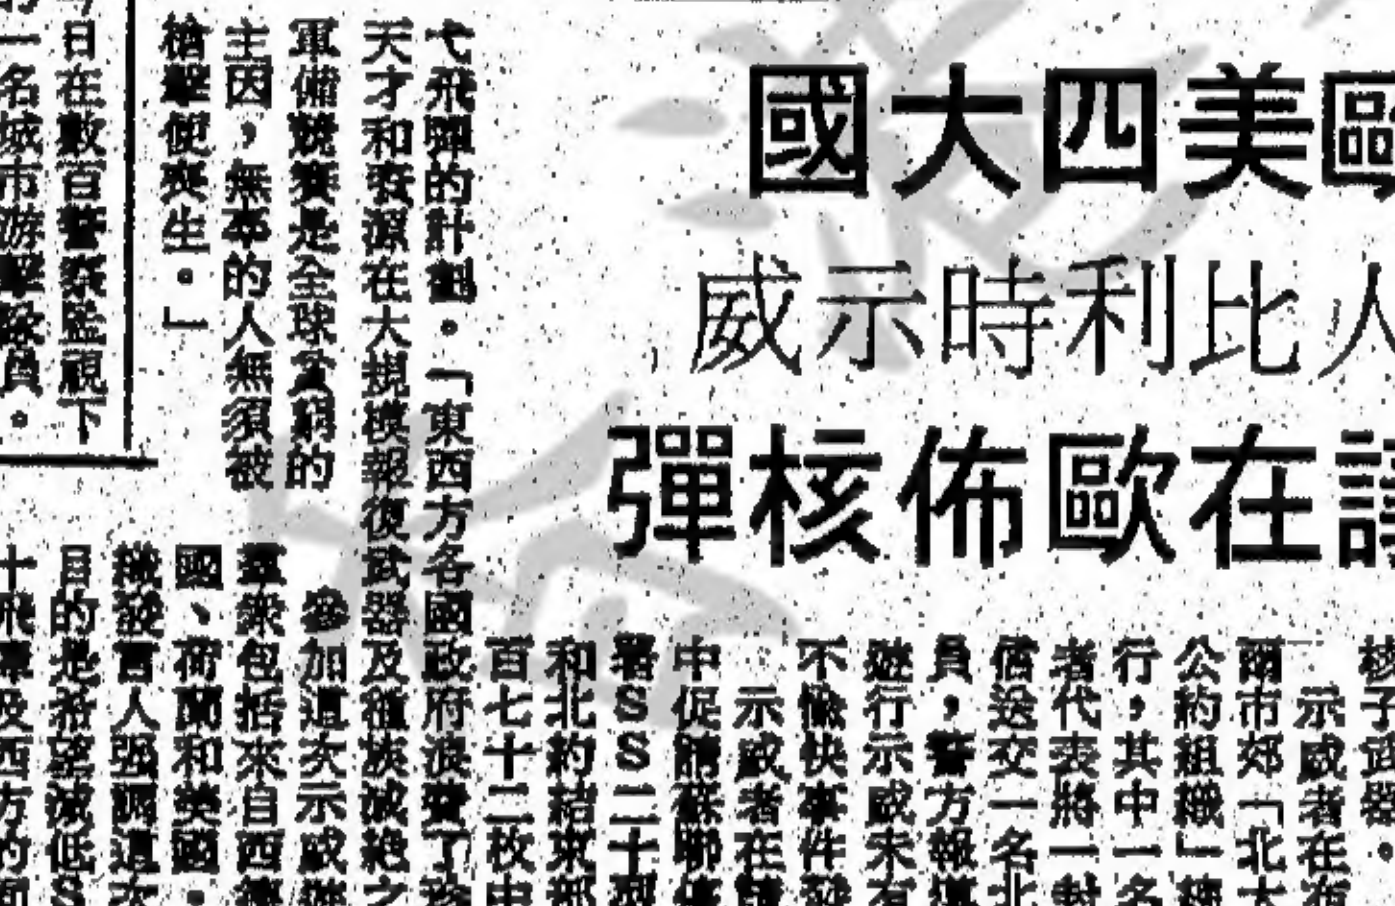 歐美四大國
人比利時示威
議在歐佈核彈
核子武器。
示威者在布
爾市郊「北大
公約組織」總
行，其中一名
者代表將一封
信送交一名北
員，警方報導
遊行示威未有
不愉快事件發
示威者在請
中促請蘇聯停
署SS二十型
和北約結束部
百七十二枚中
弋飛彈的計劃。「東西方各國政府浪費了珍
天才和資源在大規模報復武器及種族滅絕之
軍備競賽是全球貧窮的
主因，無辜的人無須被
槍擊便喪生。」
參加這次示威遊
羣衆包括來自西德
國、荷蘭和美國。
織發言人强調這次
目的是希望減低S
十飛彈及西方的
日在數百警察監視下
一名城市游擊隊員。